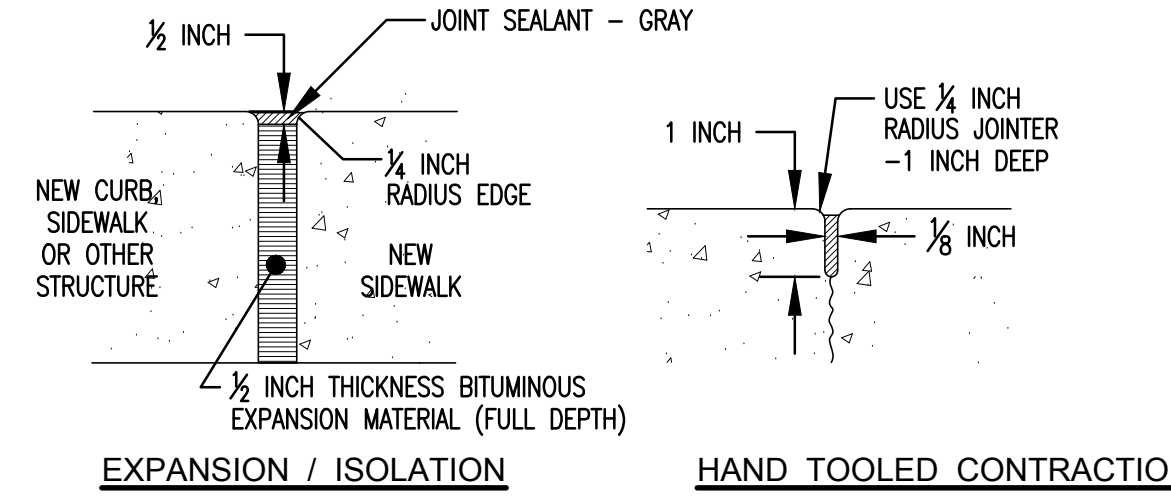 ½ INCH
JOINT SEALANT – GRAY
¼ INCH
RADIUS EDGE
NEW CURB,
SIDEWALK
OR OTHER
STRUCTURE
NEW
SIDEWALK
½ INCH THICKNESS BITUMINOUS
EXPANSION MATERIAL (FULL DEPTH)
EXPANSION / ISOLATION
1 INCH
USE ¼ INCH
RADIUS JOINTER
-1 INCH DEEP
⅛ INCH
HAND TOOLED CONTRACTIO